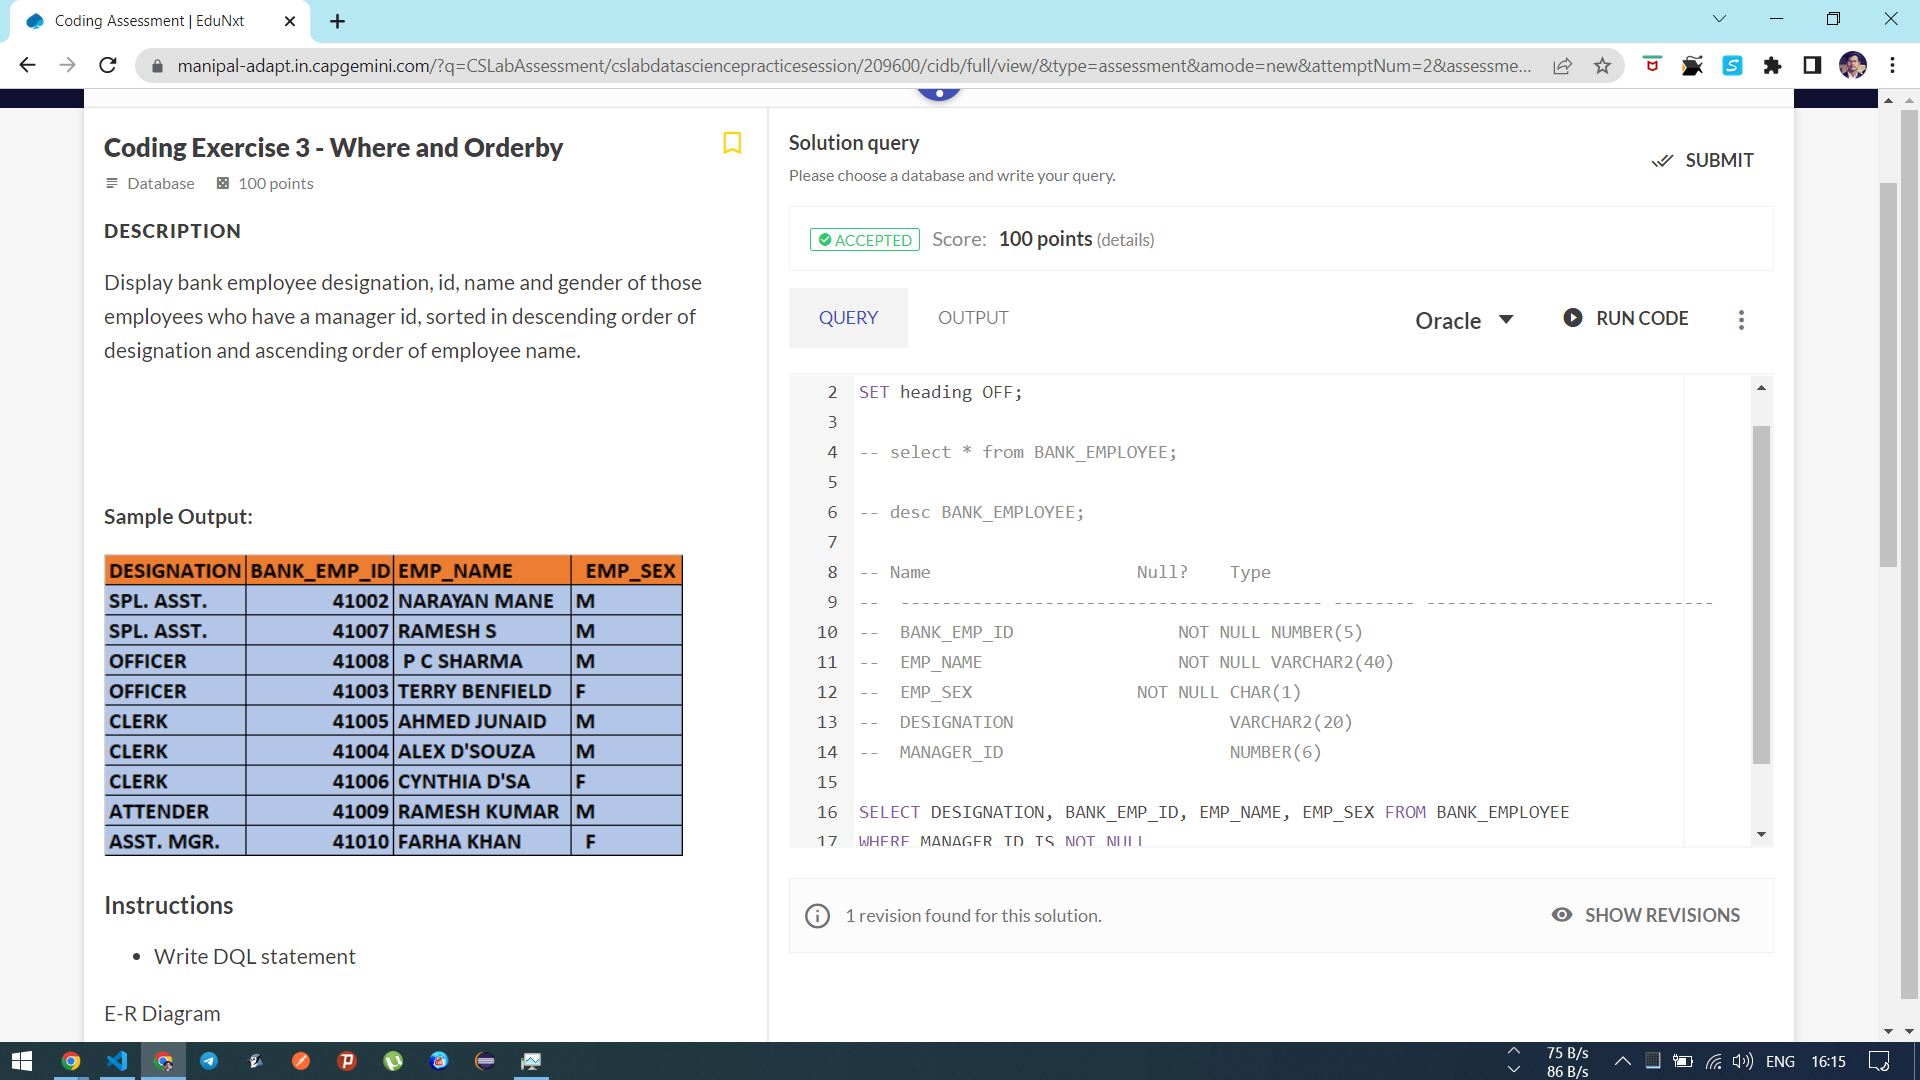 Coding Assessment | EduNxt
manipal-adapt.in.capgemini.com/?q=CSLabAssessment/cslabdatasciencepracticesession/209600/cidb/full/view/&type=assessment&amode=new&attemptNum=2&assessme...
Coding Exercise 3 - Where and Orderby
Database 100 points
DESCRIPTION
Display bank employee designation, id, name and gender of those
employees who have a manager id, sorted in descending order of
designation and ascending order of employee name.
Sample Output:
DESIGNATION BANK_EMP_ID EMP_NAME EMP_SEX
SPL. ASST. 41002 NARAYAN MANE M
SPL. ASST. 41007 RAMESH S M
OFFICER 41008 P C SHARMA M
OFFICER 41003 TERRY BENFIELD F
CLERK 41005 AHMED JUNAID M
CLERK 41004 ALEX D'SOUZA M
CLERK 41006 CYNTHIA D'SA F
ATTENDER 41009 RAMESH KUMAR M
ASST. MGR. 41010 FARHA KHAN F
Instructions
• Write DQL statement
E-R Diagram
Solution query
Please choose a database and write your query.
SUBMIT
ACCEPTED Score: 100 points (details)
QUERY OUTPUT Oracle RUN CODE
2 SET heading OFF;
3
4 -- select * from BANK_EMPLOYEE;
5
6 -- desc BANK_EMPLOYEE;
7
8 -- Name Null? Type
9 -- ----------------------------------------- -------- ----------------------------
10 -- BANK_EMP_ID NOT NULL NUMBER(5)
11 -- EMP_NAME NOT NULL VARCHAR2(40)
12 -- EMP_SEX NOT NULL CHAR(1)
13 -- DESIGNATION VARCHAR2(20)
14 -- MANAGER_ID NUMBER(6)
15
16 SELECT DESIGNATION, BANK_EMP_ID, EMP_NAME, EMP_SEX FROM BANK_EMPLOYEE
17 WHERE MANAGER_ID IS NOT NULL
1 revision found for this solution. SHOW REVISIONS
75 B/s
86 B/s
ENG 16:15